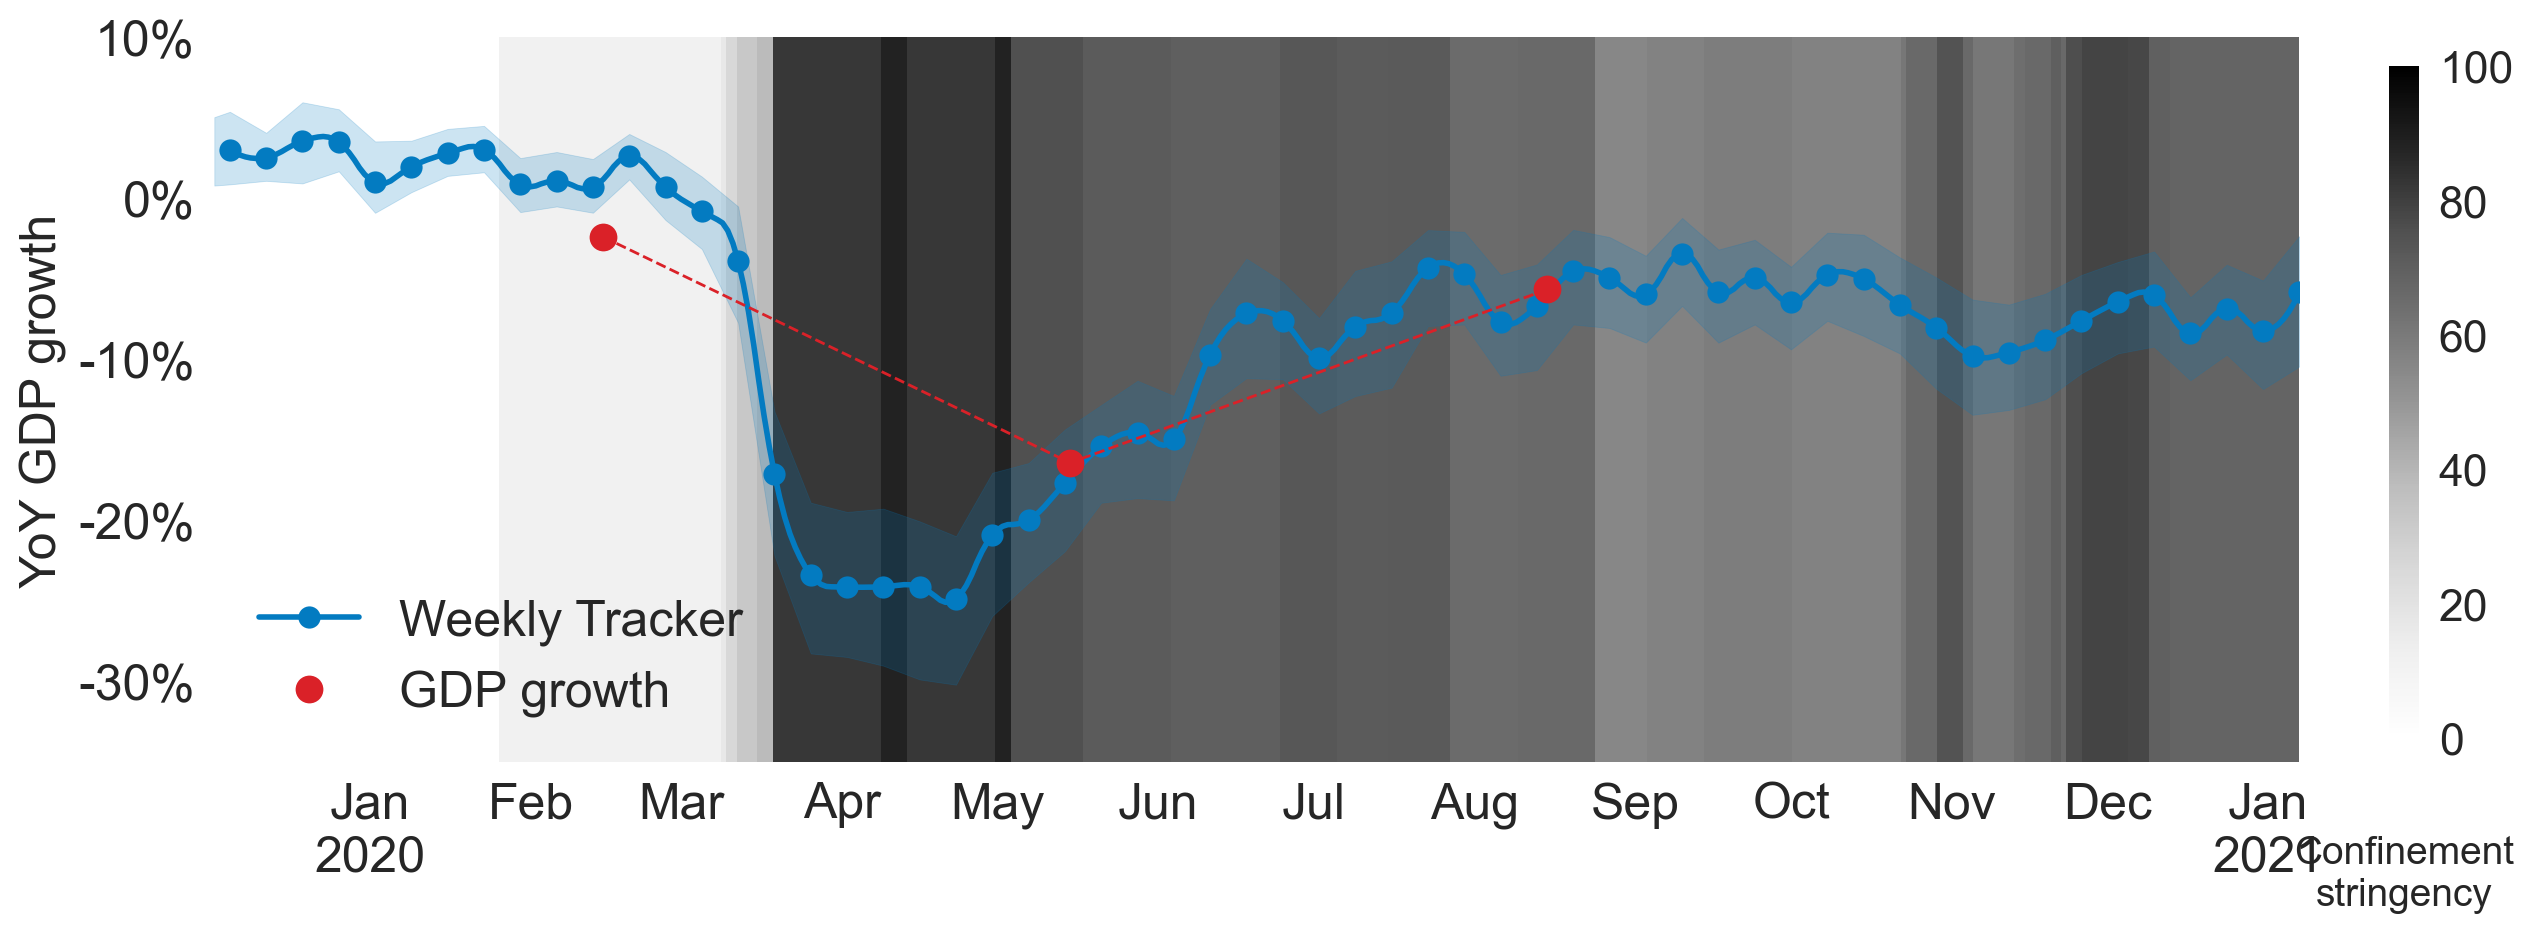 10%
0%
-10%
-20%
-30%
YoY GDP growth
Weekly Tracker
GDP growth
Jan Feb Mar Apr May Jun Jul Aug Sep Oct Nov Dec Jan
2020 2021
100
80
60
40
20
0
Confinement
stringency